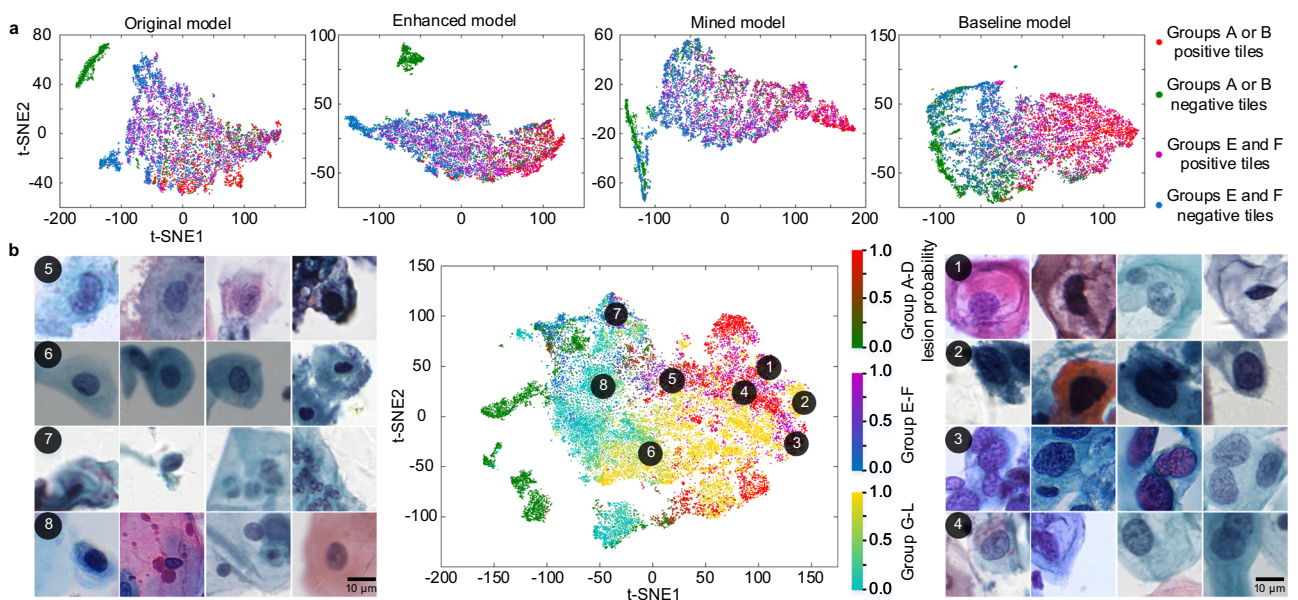 a
Original model
Enhanced model
Mined model
Baseline model
80
40
0
-40
-200
-100
0
100
t-SNE2
t-SNE1
100
50
-50
-100
0
100
60
20
-20
-60
-100
0
100
200
150
50
-50
-100
0
100
Groups A or B
positive tiles
Groups A or B
negative tiles
Groups E and F
positive tiles
Groups E and F
negative tiles
b
5
6
7
8
10 µm
150
100
50
0
-50
-100
-200
-150
-100
-50
0
50
100
150
t-SNE2
t-SNE1
7
1
5
8
4
2
3
6
1.0
0.5
0.0
Group A-D
lesion probability
1.0
0.5
0.0
Group E-F
1.0
0.5
0.0
Group G-L
1
2
3
4
10 µm